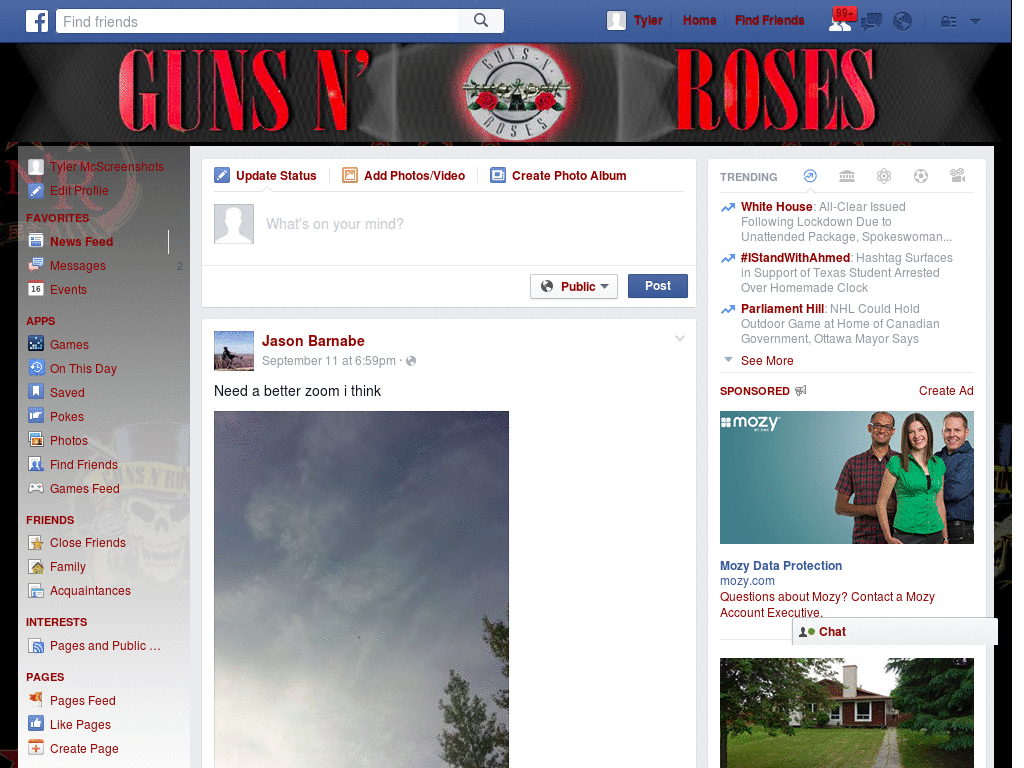 Find friends
Tyler
Home
Find Friends
99+
GUNS N' ROSES
GUNS N'
ROSES
Tyler McScreenshots
Edit Profile
FAVORITES
News Feed
Messages 2
16 Events
APPS
Games
On This Day
Saved
Pokes
Photos
Find Friends
Games Feed
FRIENDS
Close Friends
Family
Acquaintances
INTERESTS
Pages and Public ...
PAGES
Pages Feed
Like Pages
Create Page
Update Status
Add Photos/Video
Create Photo Album
What's on your mind?
Public
Post
Jason Barnabe
September 11 at 6:59pm ·
Need a better zoom i think
TRENDING
White House: All-Clear Issued
Following Lockdown Due to
Unattended Package, Spokeswoman...
#IStandWithAhmed: Hashtag Surfaces
in Support of Texas Student Arrested
Over Homemade Clock
Parliament Hill: NHL Could Hold
Outdoor Game at Home of Canadian
Government, Ottawa Mayor Says
See More
SPONSORED
Create Ad
mozy
Mozy Data Protection
mozy.com
Questions about Mozy? Contact a Mozy
Account Executive.
Chat